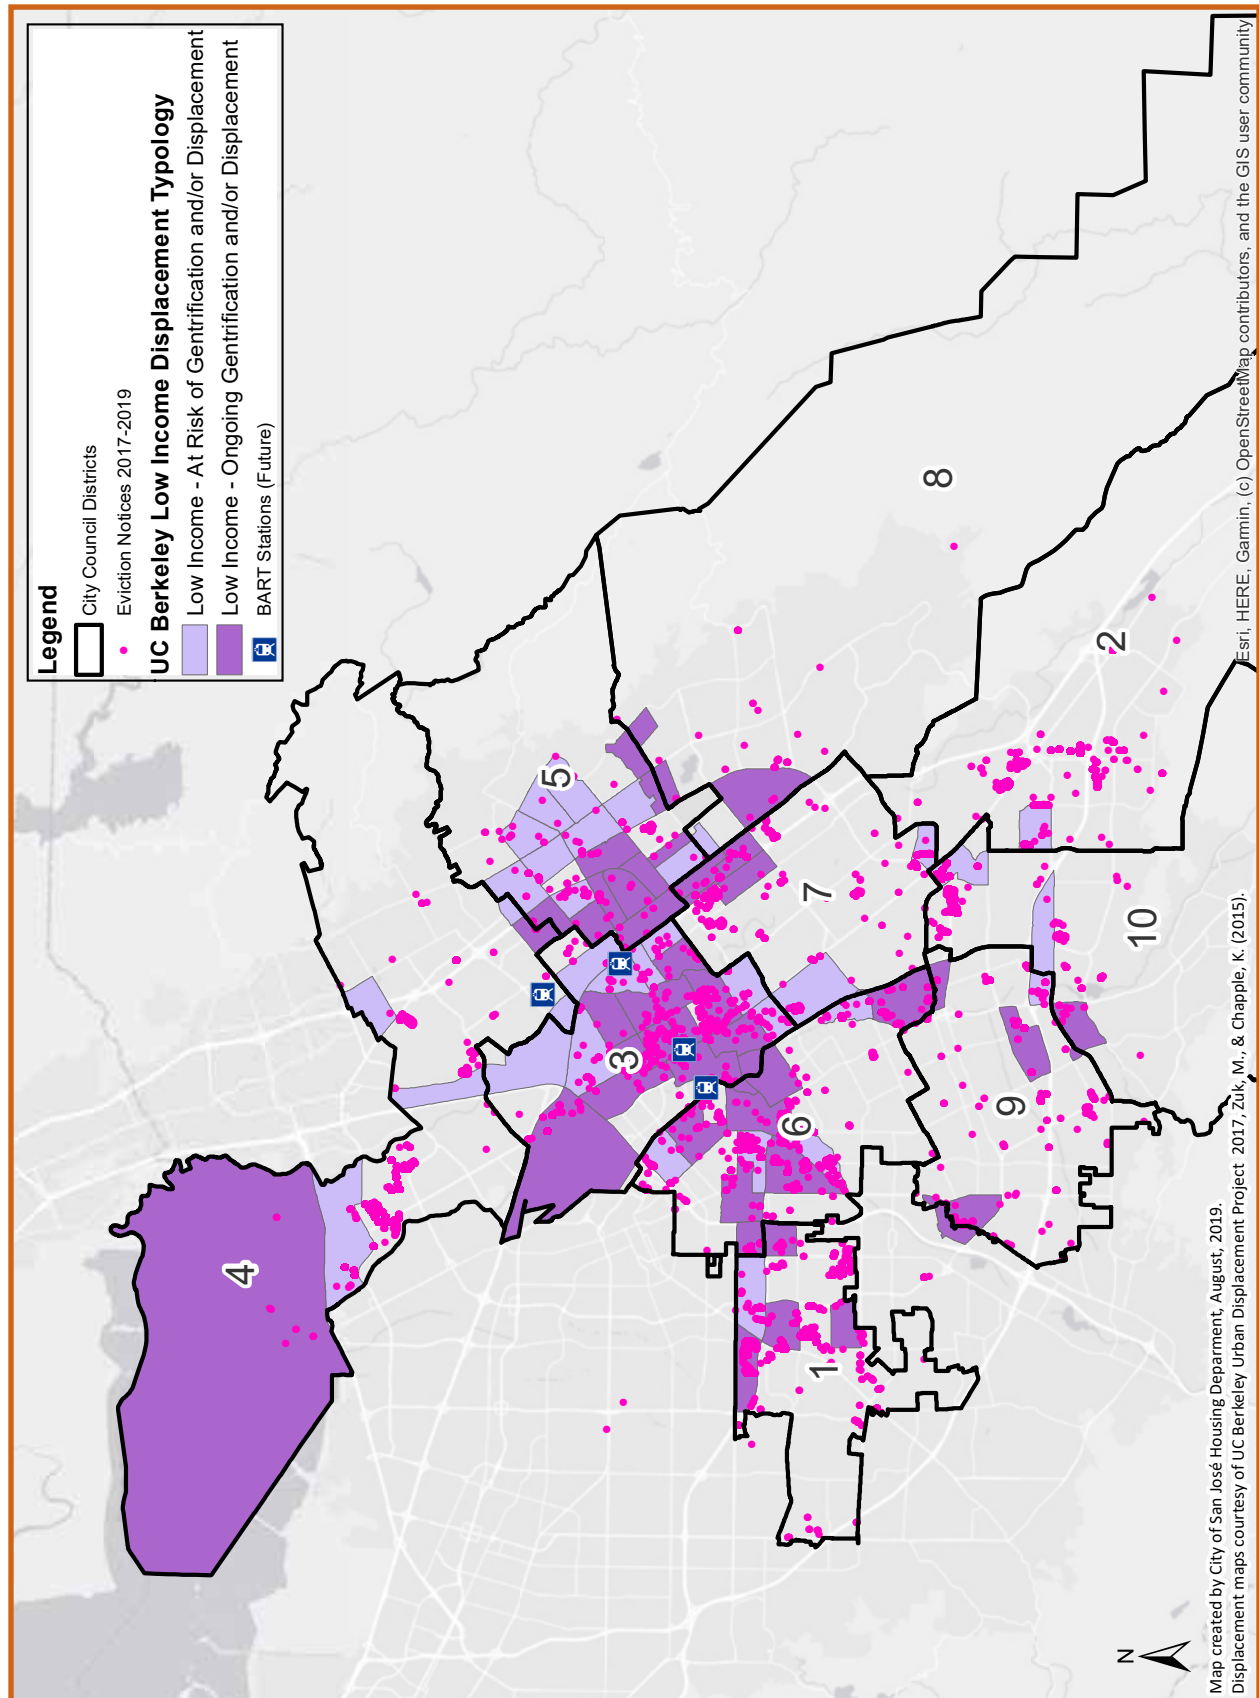 Legend
City Council Districts
Eviction Notices 2017-2019
UC Berkeley Low Income Displacement Typology
Low Income - At Risk of Gentrification and/or Displacement
Low Income - Ongoing Gentrification and/or Displacement
BART Stations (Future)
4
5
3
8
7
6
2
1
9
10
N
Map created by City of San José Housing Deparment, August, 2019.
Displacement maps courtesy of UC Berkeley Urban Displacement Project 2017, Zuk, M., & Chapple, K. (2015).
Esri, HERE, Garmin, (c) OpenStreetMap contributors, and the GIS user community